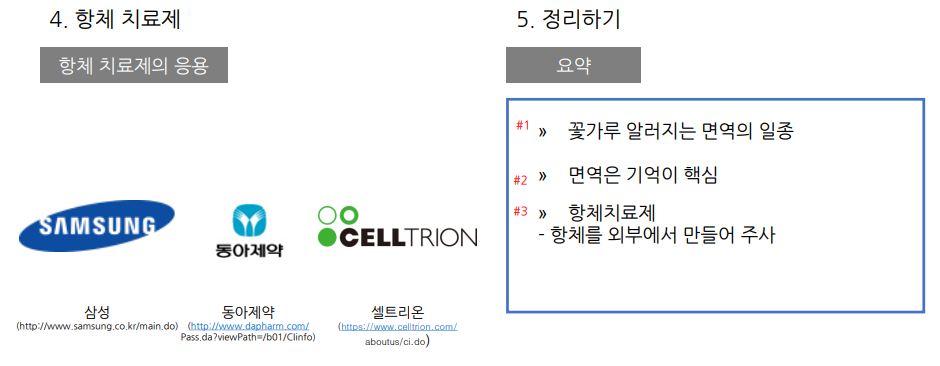 4. 항체 치료제
항체 치료제의 응용
SAMSUNG
동아제약
CELLTRION
삼성
(http://www.samsung.co.kr/main.do)
동아제약
(http://www.dapharm.com/
Pass.da?viewPath=/b01/CIinfo)
셀트리온
(https://www.celltrion.com/
aboutus/ci.do)
5. 정리하기
요약
#1 » 꽃가루 알러지는 면역의 일종
#2 » 면역은 기억이 핵심
#3 » 항체치료제
- 항체를 외부에서 만들어 주사